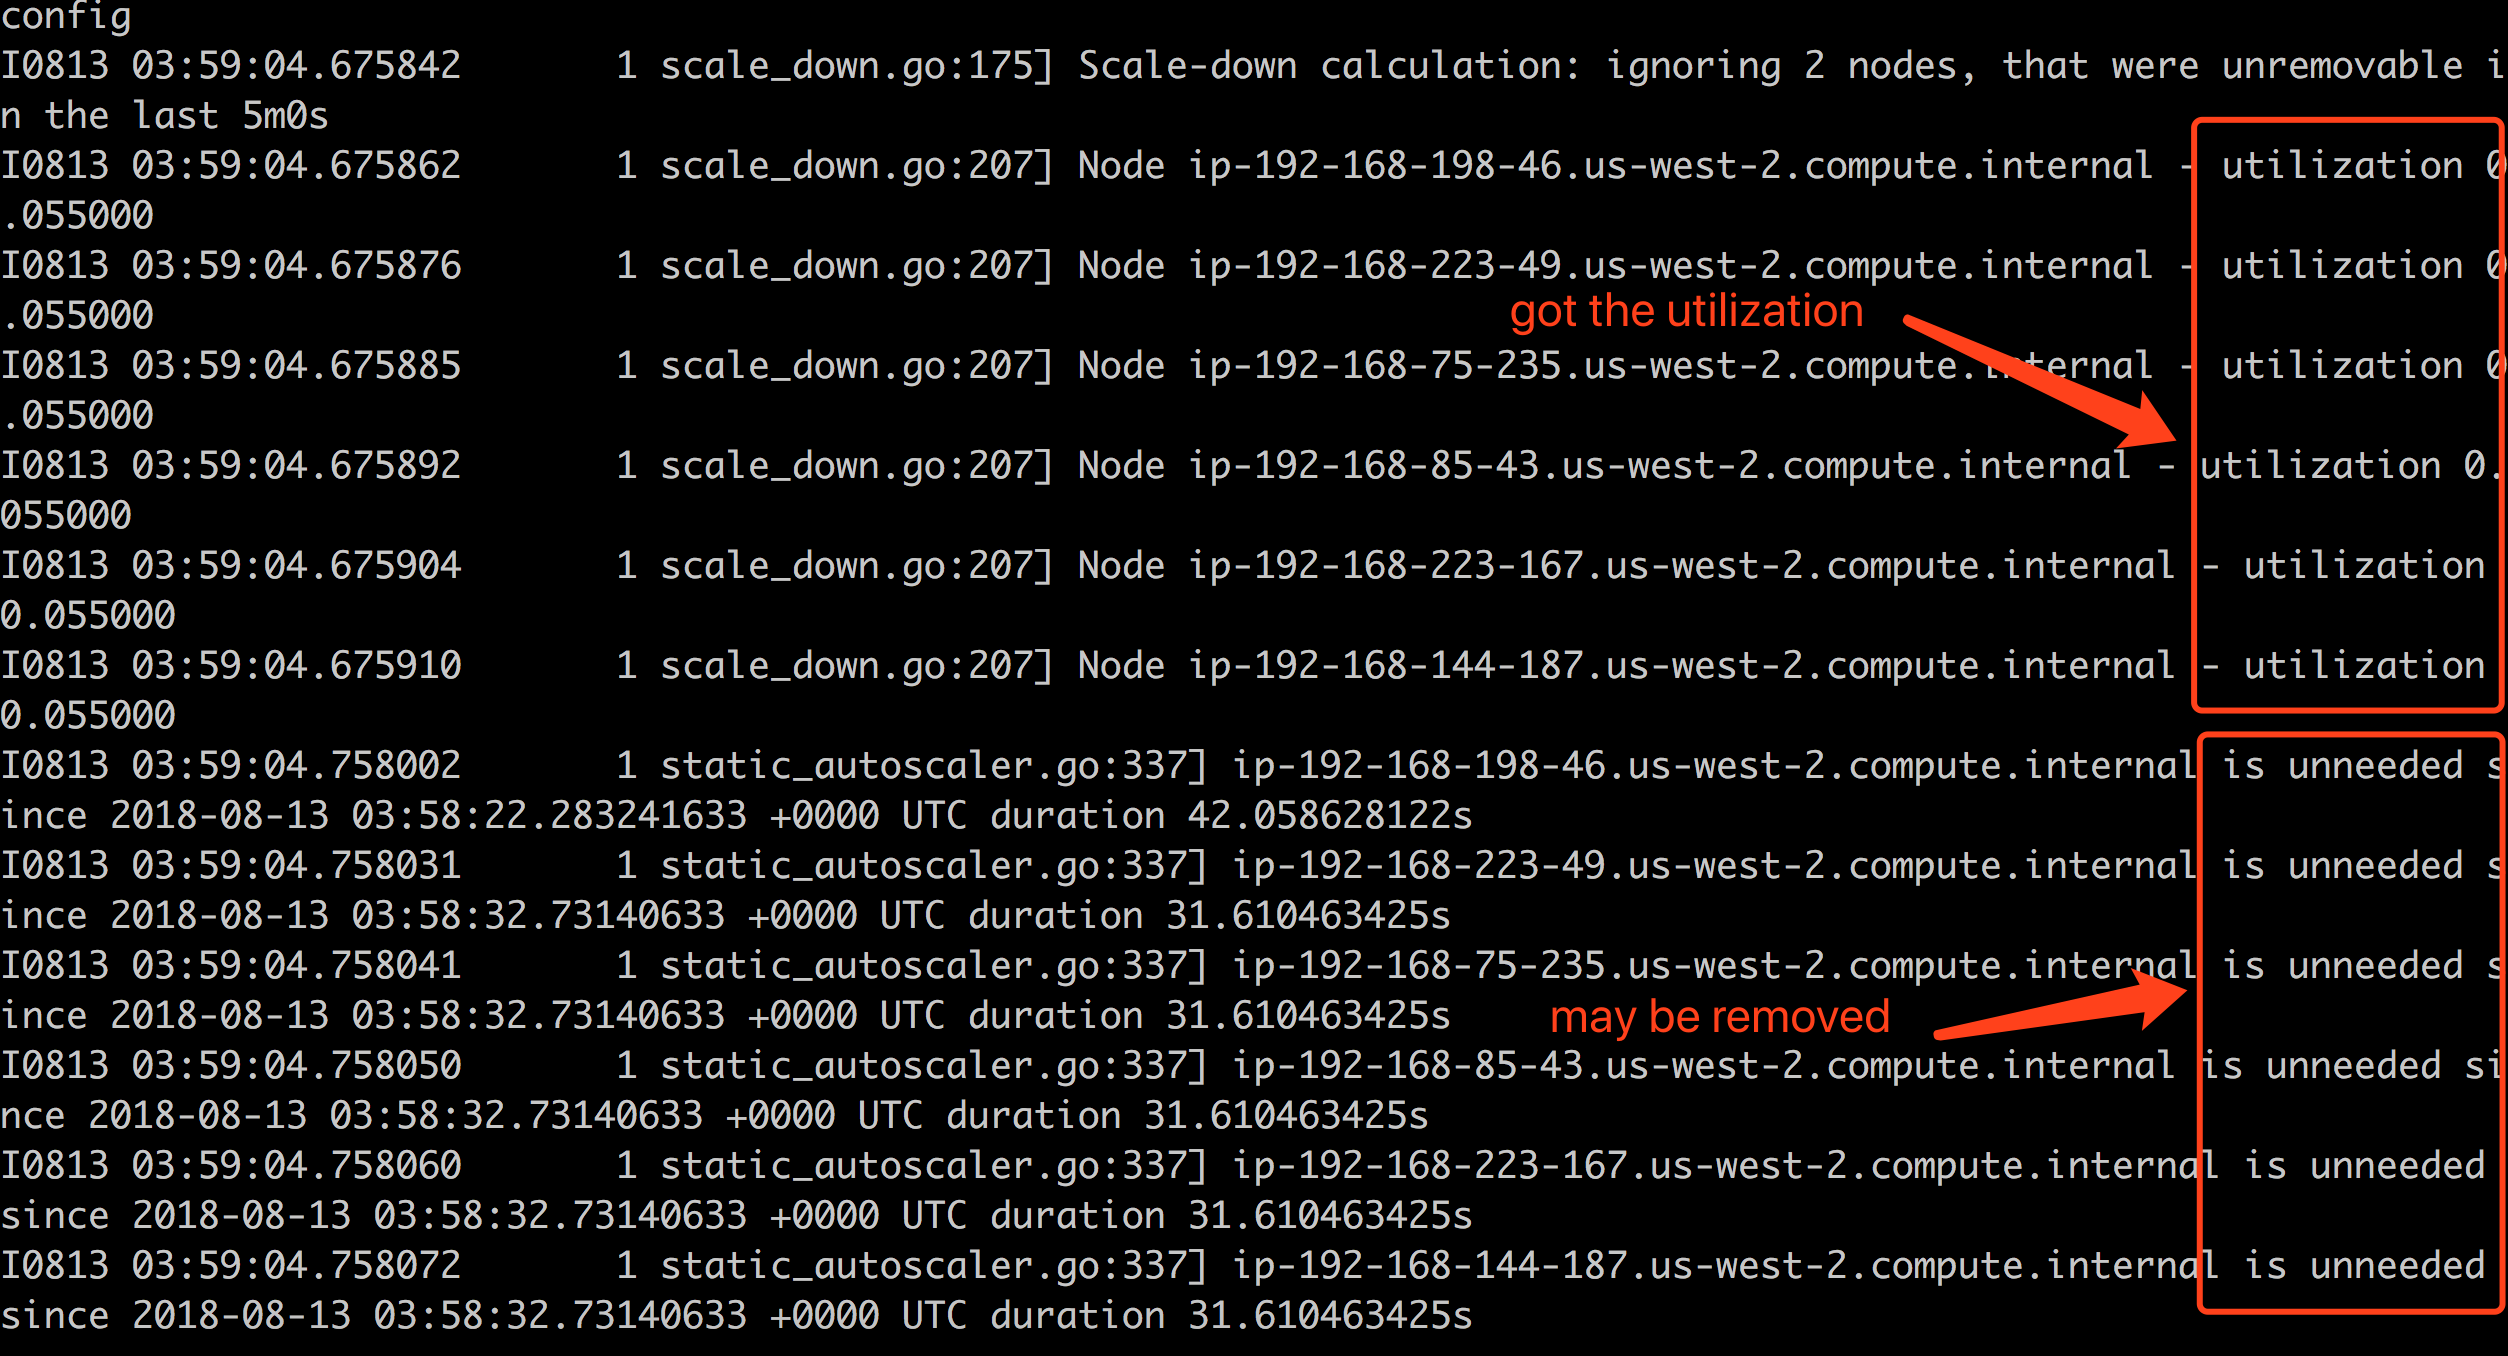 config
I0813 03:59:04.675842       1 scale_down.go:175] Scale-down calculation: ignoring 2 nodes, that were unremovable i
n the last 5m0s
I0813 03:59:04.675862       1 scale_down.go:207] Node ip-192-168-198-46.us-west-2.compute.internal - utilization 0
.055000
I0813 03:59:04.675876       1 scale_down.go:207] Node ip-192-168-223-49.us-west-2.compute.internal - utilization 0
.055000
got the utilization
I0813 03:59:04.675885       1 scale_down.go:207] Node ip-192-168-75-235.us-west-2.compute.internal - utilization 0
.055000
I0813 03:59:04.675892       1 scale_down.go:207] Node ip-192-168-85-43.us-west-2.compute.internal - utilization 0.
055000
I0813 03:59:04.675904       1 scale_down.go:207] Node ip-192-168-223-167.us-west-2.compute.internal - utilization
0.055000
I0813 03:59:04.675910       1 scale_down.go:207] Node ip-192-168-144-187.us-west-2.compute.internal - utilization
0.055000
I0813 03:59:04.758002       1 static_autoscaler.go:337] ip-192-168-198-46.us-west-2.compute.internal is unneeded s
ince 2018-08-13 03:58:22.283241633 +0000 UTC duration 42.058628122s
I0813 03:59:04.758031       1 static_autoscaler.go:337] ip-192-168-223-49.us-west-2.compute.internal is unneeded s
ince 2018-08-13 03:58:32.73140633 +0000 UTC duration 31.610463425s
I0813 03:59:04.758041       1 static_autoscaler.go:337] ip-192-168-75-235.us-west-2.compute.internal is unneeded s
ince 2018-08-13 03:58:32.73140633 +0000 UTC duration 31.610463425s
may be removed
I0813 03:59:04.758050       1 static_autoscaler.go:337] ip-192-168-85-43.us-west-2.compute.internal is unneeded si
nce 2018-08-13 03:58:32.73140633 +0000 UTC duration 31.610463425s
I0813 03:59:04.758060       1 static_autoscaler.go:337] ip-192-168-223-167.us-west-2.compute.internal is unneeded
since 2018-08-13 03:58:32.73140633 +0000 UTC duration 31.610463425s
I0813 03:59:04.758072       1 static_autoscaler.go:337] ip-192-168-144-187.us-west-2.compute.internal is unneeded
since 2018-08-13 03:58:32.73140633 +0000 UTC duration 31.610463425s